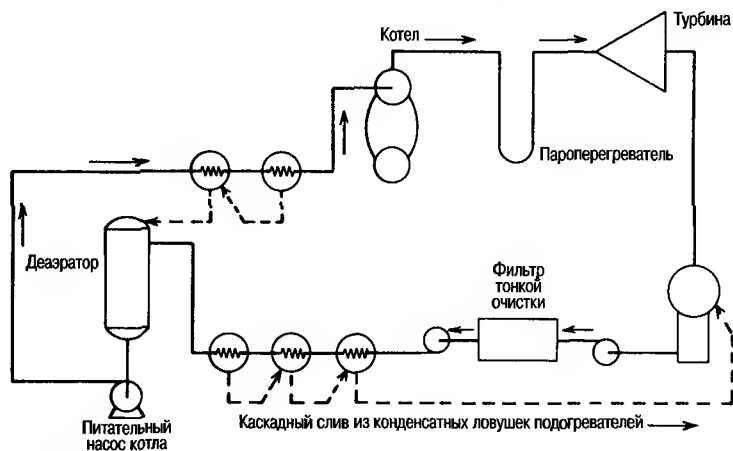 Турбина
Котел
Пароперегреватель
Деаэратор
Фильтр
тонкой
очистки
Каскадный слив из конденсатных ловушек подогревателей
Питательный
насос котла